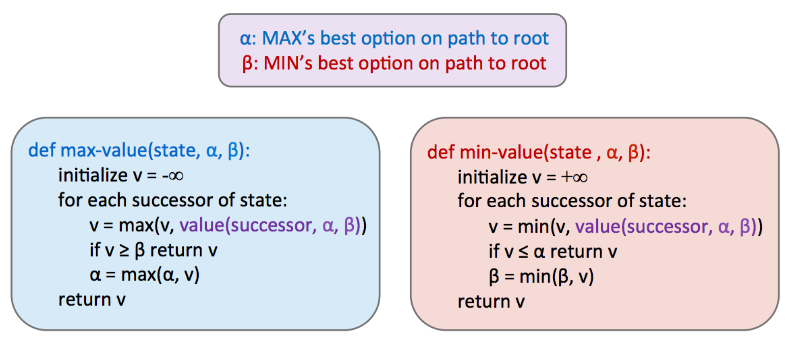 α: MAX’s best option on path to root
β: MIN’s best option on path to root
def max-value(state, α, β):
initialize v = -∞
for each successor of state:
v = max(v, value(successor, α, β))
if v ≥ β return v
α = max(α, v)
return v
def min-value(state , α, β):
initialize v = +∞
for each successor of state:
v = min(v, value(successor, α, β))
if v ≤ α return v
β = min(β, v)
return v